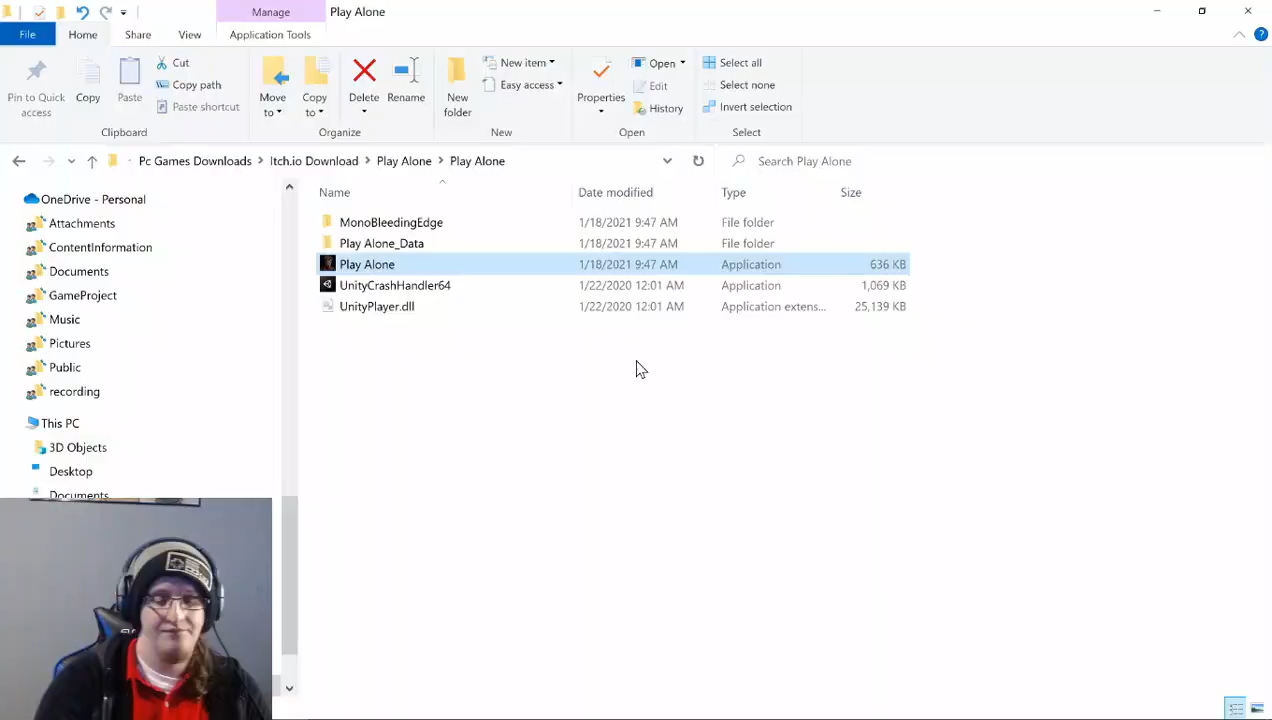 Manage
Play Alone
File
Home
Share
View
Application Tools
Pin to Quick access
Copy
Paste
Cut
Copy path
Paste shortcut
Clipboard
Move to
Copy to
Delete
Rename
Organize
New folder
New item
Easy access
New
Properties
Open
Edit
History
Open
Select all
Select none
Invert selection
Select
Pc Games Downloads
Itch.io Download
Play Alone
Play Alone
Search Play Alone
Name
Date modified
Type
Size
MonoBleedingEdge 1/18/2021 9:47 AM File folder
Play Alone_Data 1/18/2021 9:47 AM File folder
Play Alone 1/18/2021 9:47 AM Application 636 KB
UnityCrashHandler64 1/22/2020 12:01 AM Application 1,069 KB
UnityPlayer.dll 1/22/2020 12:01 AM Application extens... 25,139 KB
OneDrive - Personal
Attachments
ContentInformation
Documents
GameProject
Music
Pictures
Public
recording
This PC
3D Objects
Desktop
Documents